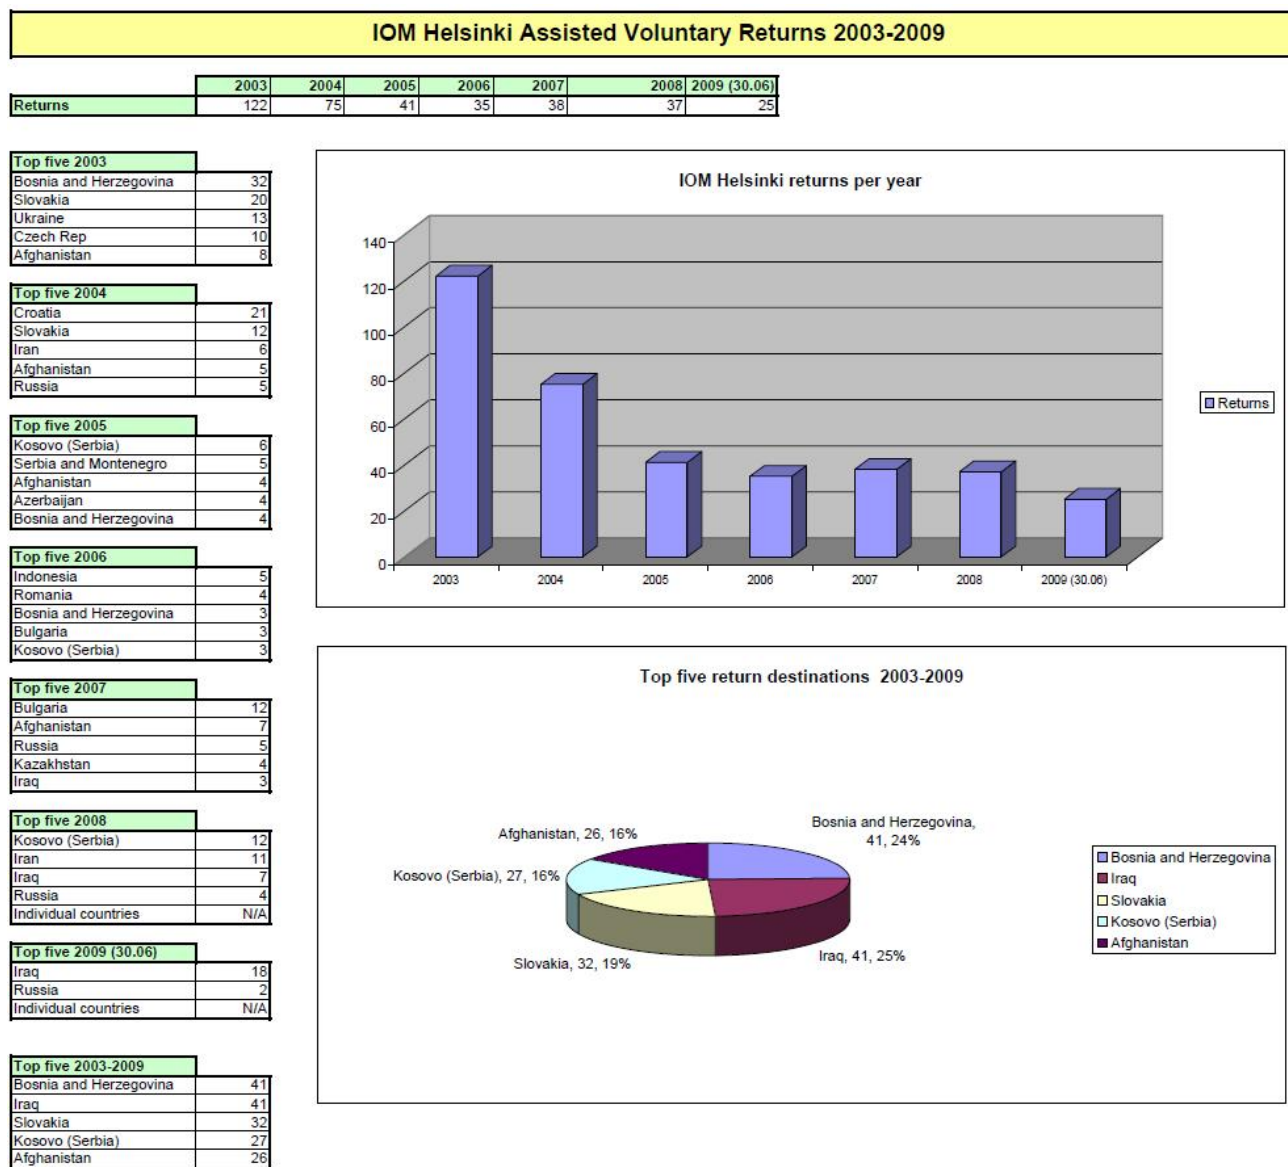 IOM Helsinki Assisted Voluntary Returns 2003-2009
2003 2004 2005 2006 2007 2008 2009 (30.06)
Returns 122 75 41 35 38 37 25
Top five 2003
Bosnia and Herzegovina 32
Slovakia 20
Ukraine 13
Czech Rep 10
Afghanistan 8
Top five 2004
Croatia 21
Slovakia 12
Iran 6
Afghanistan 5
Russia 5
Top five 2005
Kosovo (Serbia) 6
Serbia and Montenegro 5
Afghanistan 4
Azerbaijan 4
Bosnia and Herzegovina 4
Top five 2006
Indonesia 5
Romania 4
Bosnia and Herzegovina 3
Bulgaria 3
Kosovo (Serbia) 3
Top five 2007
Bulgaria 12
Afghanistan 7
Russia 5
Kazakhstan 4
Iraq 3
Top five 2008
Kosovo (Serbia) 12
Iran 11
Iraq 7
Russia 4
Individual countries N/A
Top five 2009 (30.06)
Iraq 18
Russia 2
Individual countries N/A
Top five 2003-2009
Bosnia and Herzegovina 41
Iraq 41
Slovakia 32
Kosovo (Serbia) 27
Afghanistan 26
IOM Helsinki returns per year
140
120
100
80
60
40
20
0
2003 2004 2005 2006 2007 2008 2009 (30.06)
Returns
Top five return destinations 2003-2009
Bosnia and Herzegovina,
41, 24%
Afghanistan, 26, 16%
Kosovo (Serbia), 27, 16%
Slovakia, 32, 19%
Iraq, 41, 25%
Bosnia and Herzegovina
Iraq
Slovakia
Kosovo (Serbia)
Afghanistan